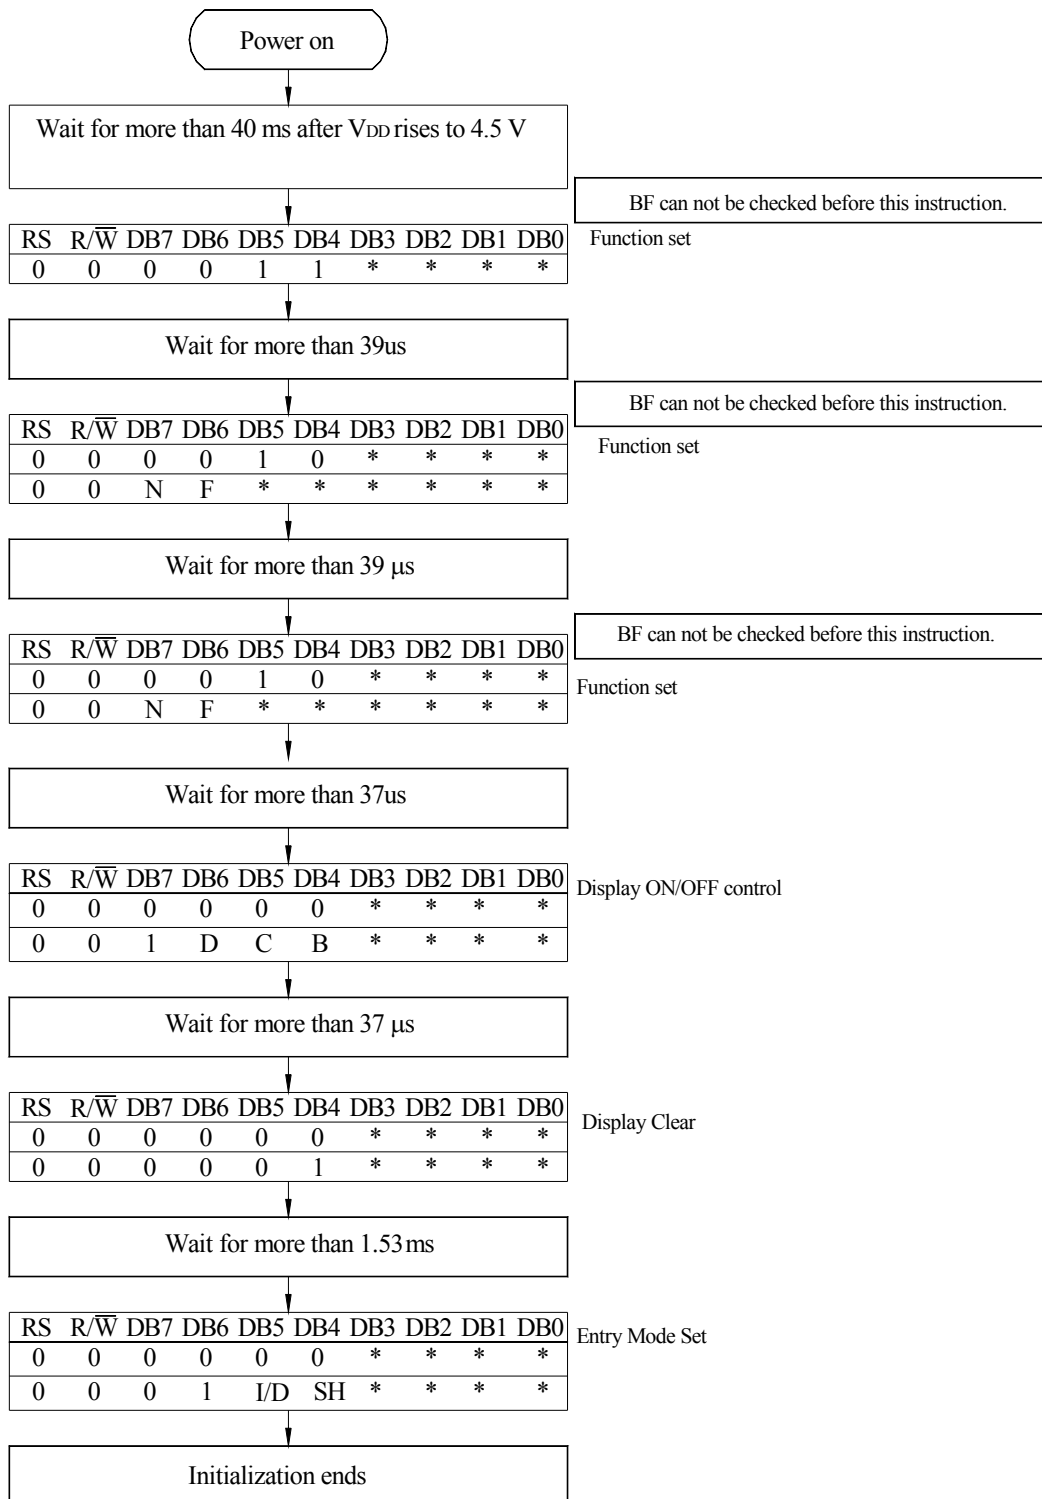 Power on
Wait for more than 40 ms after VDD rises to 4.5 V
BF can not be checked before this instruction.
RS R/W̅ DB7 DB6 DB5 DB4 DB3 DB2 DB1 DB0
Function set
0 0 0 0 1 1 * * * *
Wait for more than 39us
BF can not be checked before this instruction.
RS R/W̅ DB7 DB6 DB5 DB4 DB3 DB2 DB1 DB0
Function set
0 0 0 0 1 0 * * * *
0 0 N F * * * * * *
Wait for more than 39 μs
BF can not be checked before this instruction.
RS R/W̅ DB7 DB6 DB5 DB4 DB3 DB2 DB1 DB0
0 0 0 0 1 0 * * * *
Function set
0 0 N F * * * * * *
Wait for more than 37us
RS R/W̅ DB7 DB6 DB5 DB4 DB3 DB2 DB1 DB0
Display ON/OFF control
0 0 0 0 0 0 * * * *
0 0 1 D C B * * * *
Wait for more than 37 μs
RS R/W̅ DB7 DB6 DB5 DB4 DB3 DB2 DB1 DB0
Display Clear
0 0 0 0 0 0 * * * *
0 0 0 0 0 1 * * * *
Wait for more than 1.53ms
RS R/W̅ DB7 DB6 DB5 DB4 DB3 DB2 DB1 DB0
Entry Mode Set
0 0 0 0 0 0 * * * *
0 0 0 1 I/D SH * * * *
Initialization ends